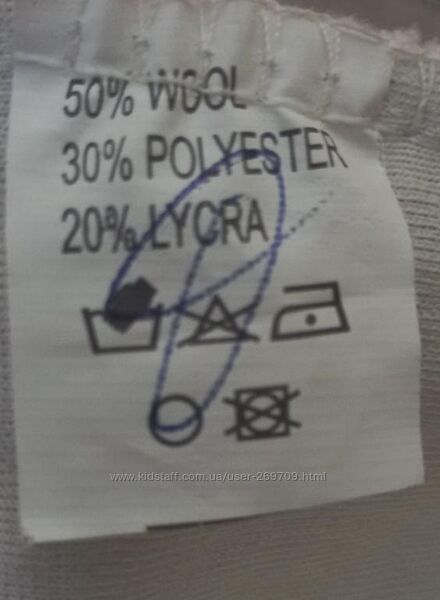 50% WOOL
30% POLYESTER
20% LYCRA
www.kidstaff.com.ua/user-269709.html